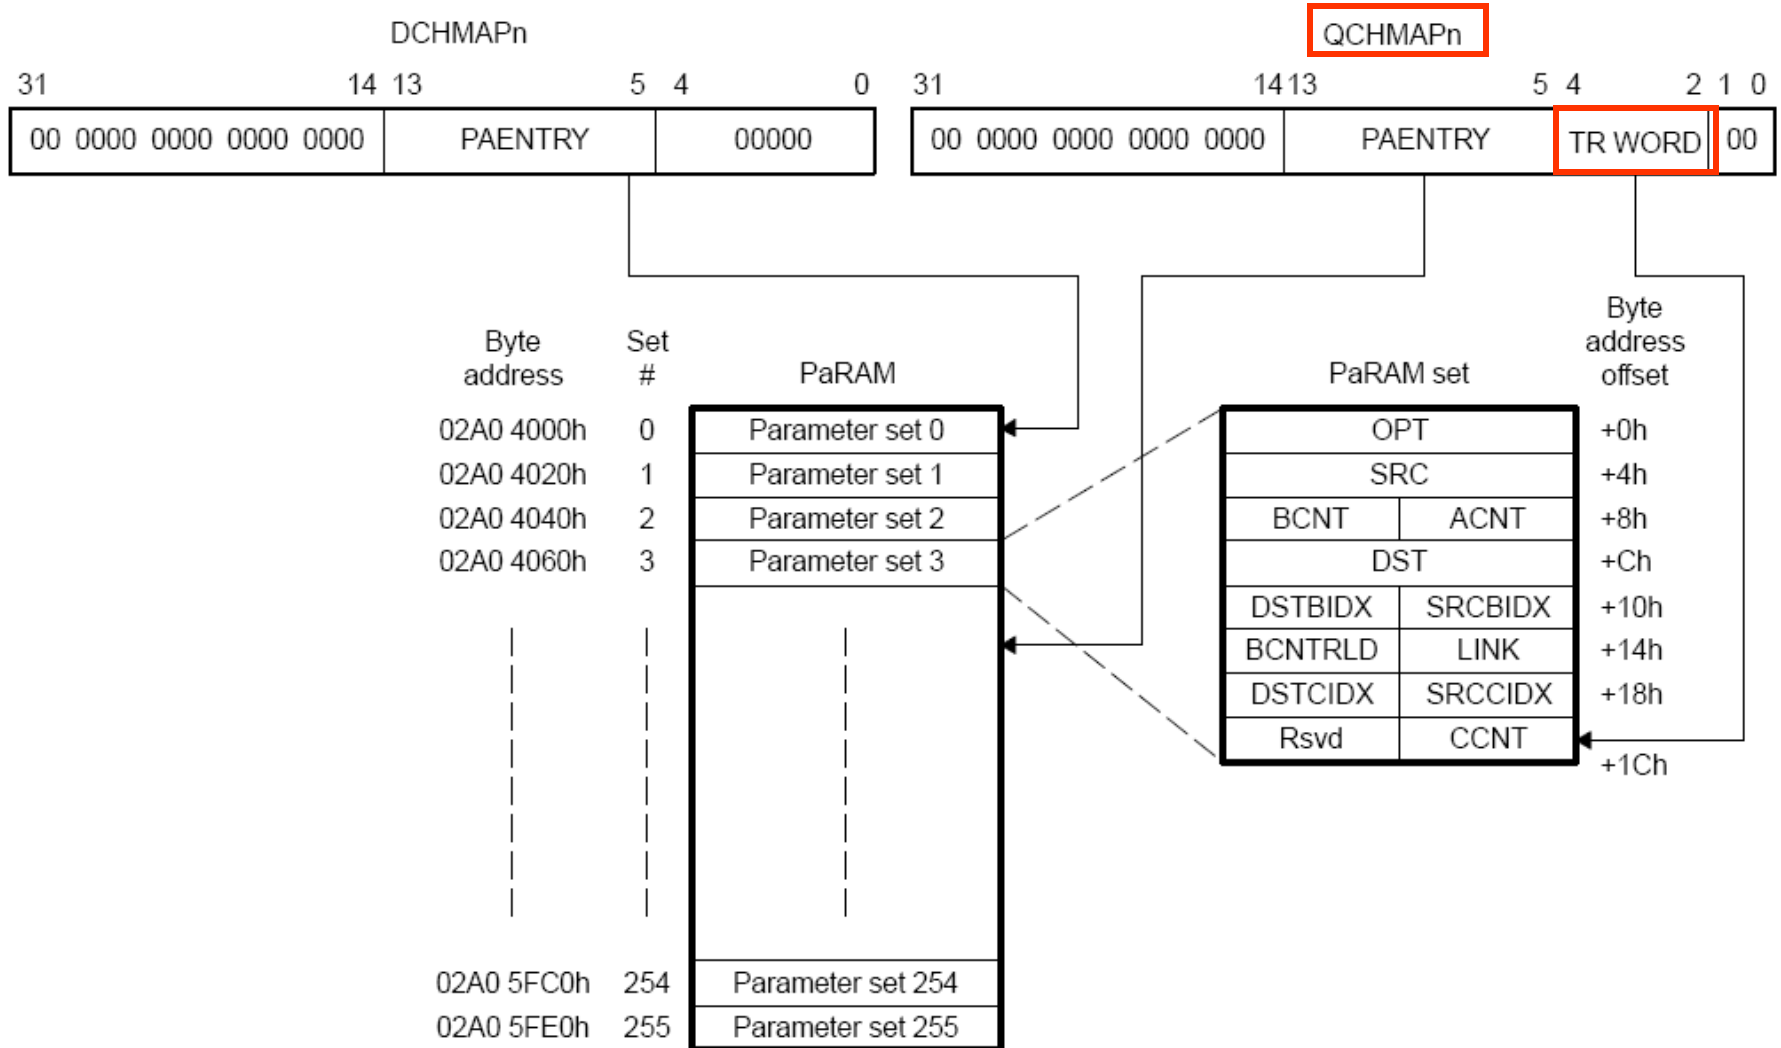 DCHMAPn QCHMAPn
31 14 13 5 4 0 31 14 13 5 4 2 1 0
00 0000 0000 0000 0000 PAENTRY 00000 00 0000 0000 0000 0000 PAENTRY TR WORD 00
Byte
address
offset
Byte
address
Set
#
PaRAM
PaRAM set
02A0 4000h 0 Parameter set 0 OPT +0h
02A0 4020h 1 Parameter set 1 SRC +4h
02A0 4040h 2 Parameter set 2 BCNT ACNT +8h
02A0 4060h 3 Parameter set 3 DST +Ch
DSTBIDX SRCBIDX +10h
BCNTRLD LINK +14h
DSTCIDX SRCCIDX +18h
Rsvd CCNT +1Ch
02A0 5FC0h 254 Parameter set 254
02A0 5FE0h 255 Parameter set 255